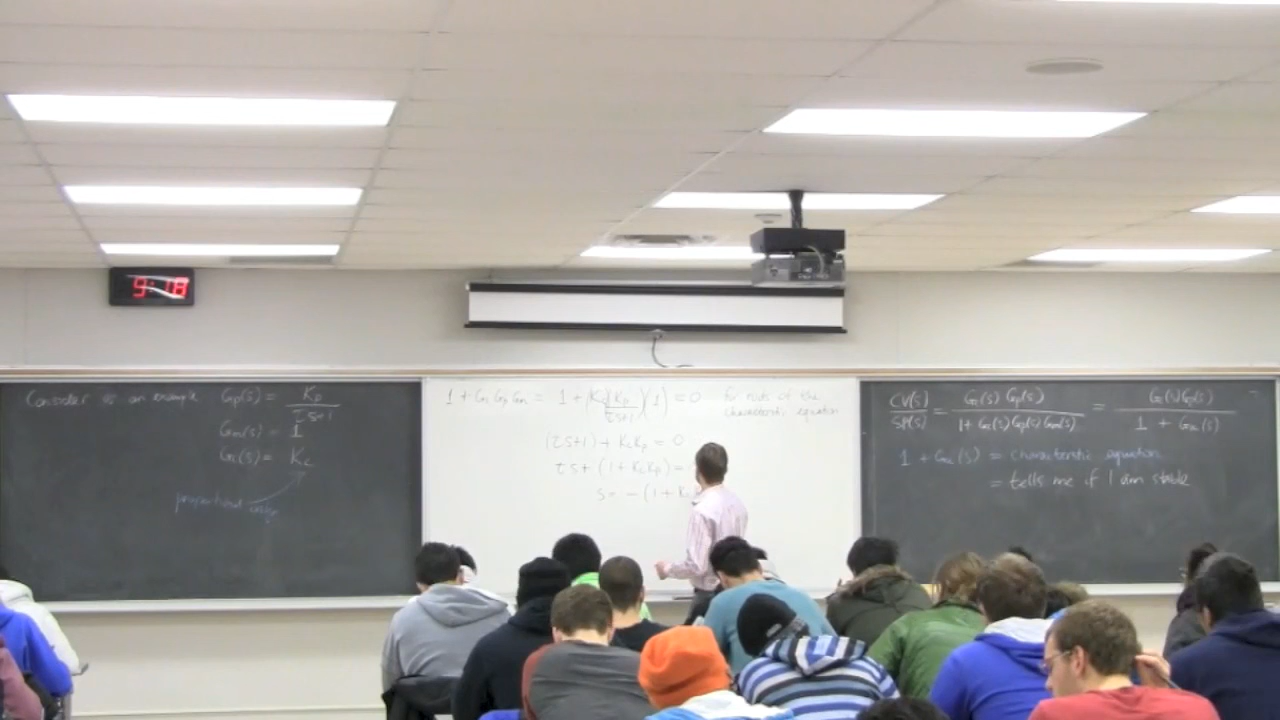 9:18
Consider as an example Gp(s) = Kp / τs+1
Gm(s) = 1
Gc(s) = Kc
proportional only
1 + Gc Gp Gm = 1 + (Kc)(Kp / τs+1)(1) = 0 for roots of the
characteristic equation
(τs+1) + KcKp = 0
τs + (1 + KcKp) =
s = - (1 + Kc
CV(s) / SP(s) = Gc(s) Gp(s) / 1 + Gc(s) Gp(s) Gm(s) = Gc(s) Gp(s) / 1 + GOL(s)
1 + GOL(s) = characteristic equation
= tells me if I am stable